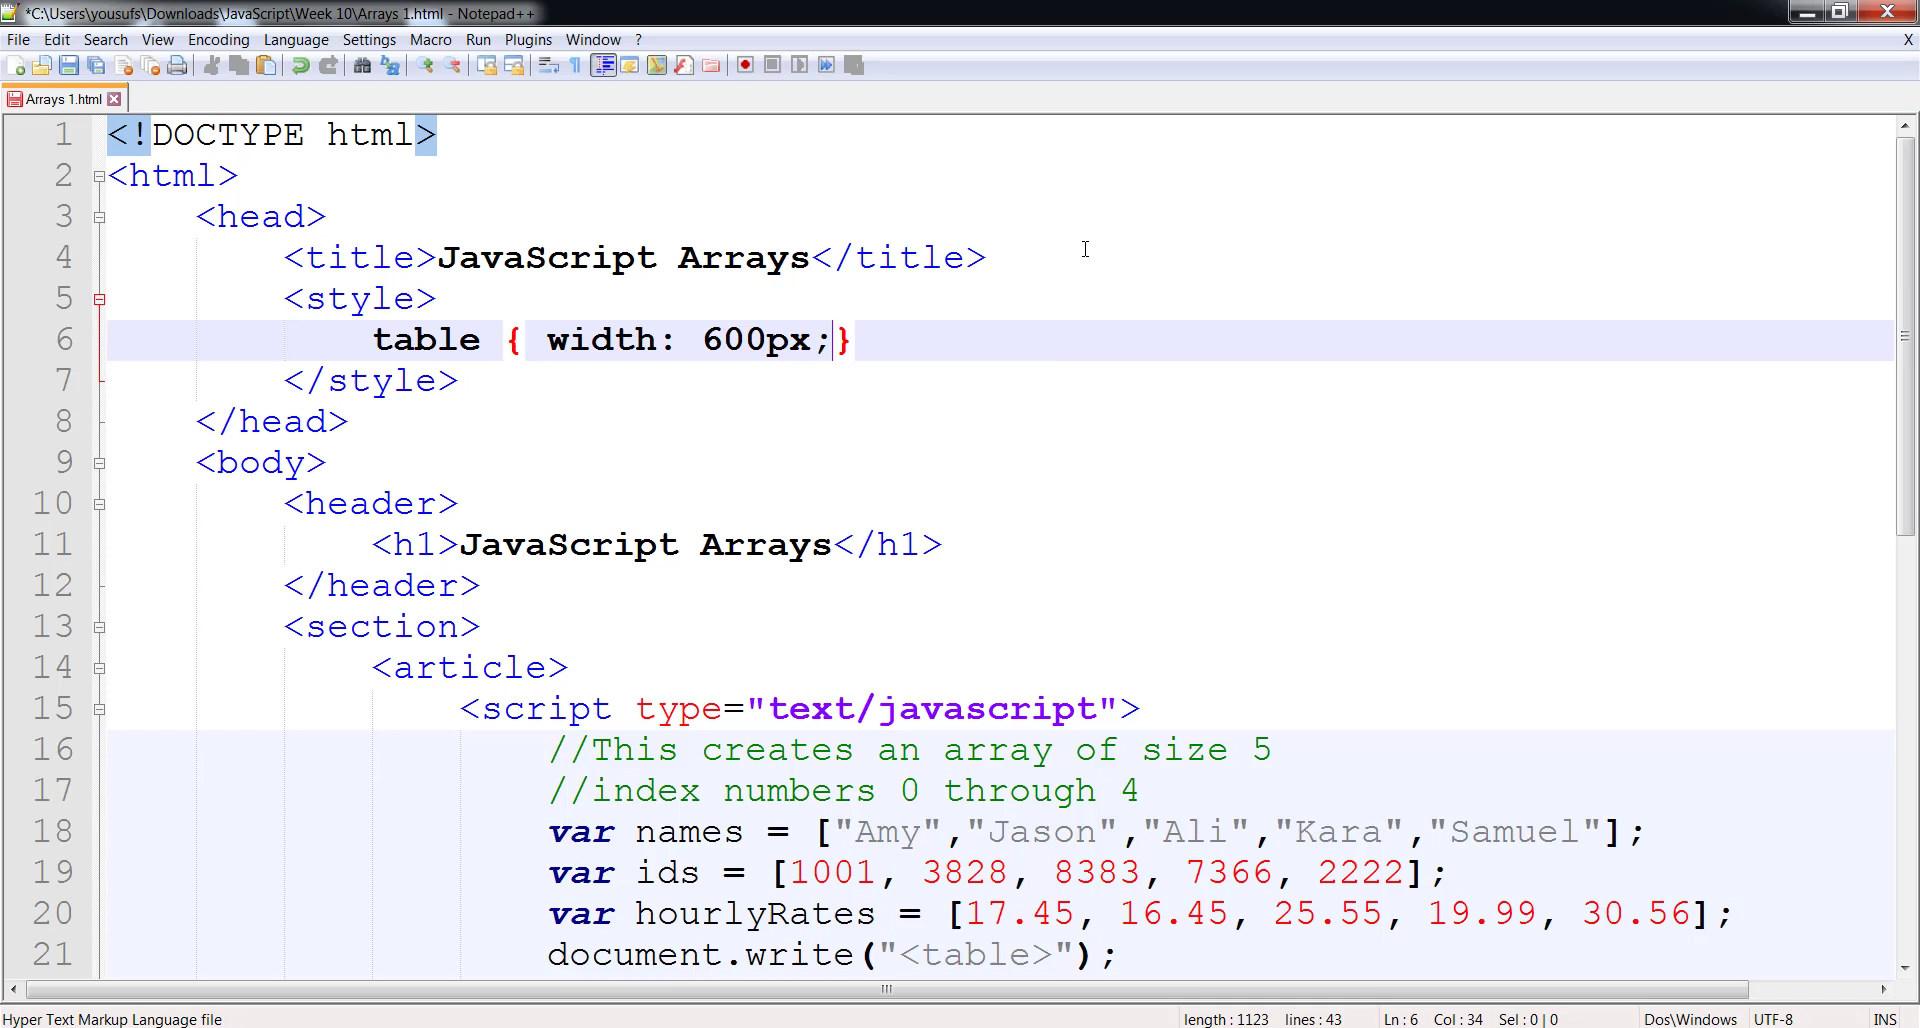 *C:\Users\yousufs\Downloads\JavaScript\Week 10\Arrays 1.html - Notepad++
File Edit Search View Encoding Language Settings Macro Run Plugins Window ? X
Arrays 1.html
1 <!DOCTYPE html>
2 <html>
3 <head>
4 <title>JavaScript Arrays</title>
5 <style>
6 table { width: 600px;}
7 </style>
8 </head>
9 <body>
10 <header>
11 <h1>JavaScript Arrays</h1>
12 </header>
13 <section>
14 <article>
15 <script type="text/javascript">
16 //This creates an array of size 5
17 //index numbers 0 through 4
18 var names = ["Amy","Jason","Ali","Kara","Samuel"];
19 var ids = [1001, 3828, 8383, 7366, 2222];
20 var hourlyRates = [17.45, 16.45, 25.55, 19.99, 30.56];
21 document.write("<table>");
Hyper Text Markup Language file length : 1123 lines : 43 Ln : 6 Col : 34 Sel : 0 | 0 Dos\Windows UTF-8 INS